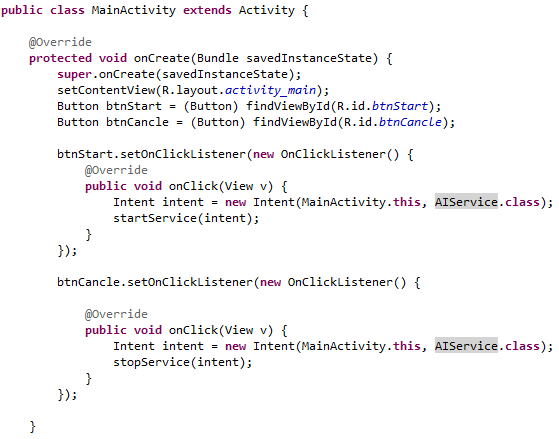 public class MainActivity extends Activity {
@Override
protected void onCreate(Bundle savedInstanceState) {
super.onCreate(savedInstanceState);
setContentView(R.layout.activity_main);
Button btnStart = (Button) findViewById(R.id.btnStart);
Button btnCancle = (Button) findViewById(R.id.btnCancle);
btnStart.setOnClickListener(new OnClickListener() {
@Override
public void onClick(View v) {
Intent intent = new Intent(MainActivity.this, AIService.class);
startService(intent);
}
});
btnCancle.setOnClickListener(new OnClickListener() {
@Override
public void onClick(View v) {
Intent intent = new Intent(MainActivity.this, AIService.class);
stopService(intent);
}
});
}